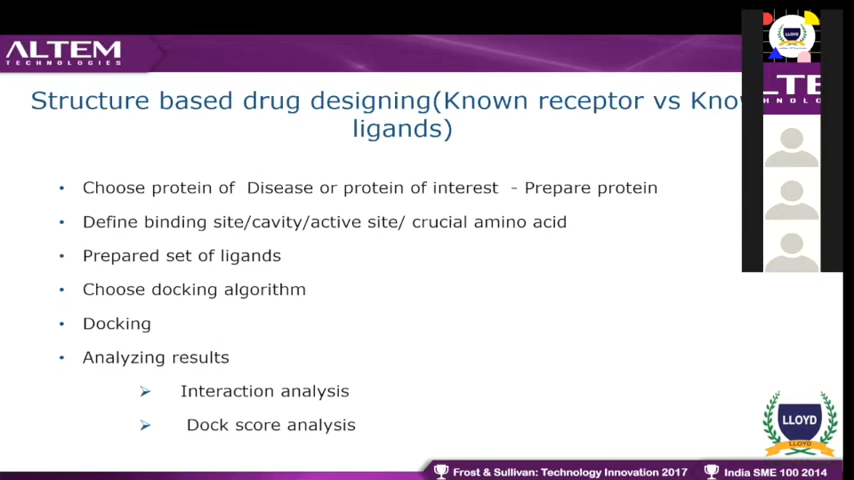 ALTEM
TECHNOLOGIES
LLOYD
Structure based drug designing(Known receptor vs
ligands)
• Choose protein of Disease or protein of interest - Prepare protein
• Define binding site/cavity/active site/ crucial amino acid
• Prepared set of ligands
• Choose docking algorithm
• Docking
• Analyzing results
➢ Interaction analysis
➢ Dock score analysis
LLOYD
LLOYD
Frost & Sullivan: Technology Innovation 2017
India SME 100 2014